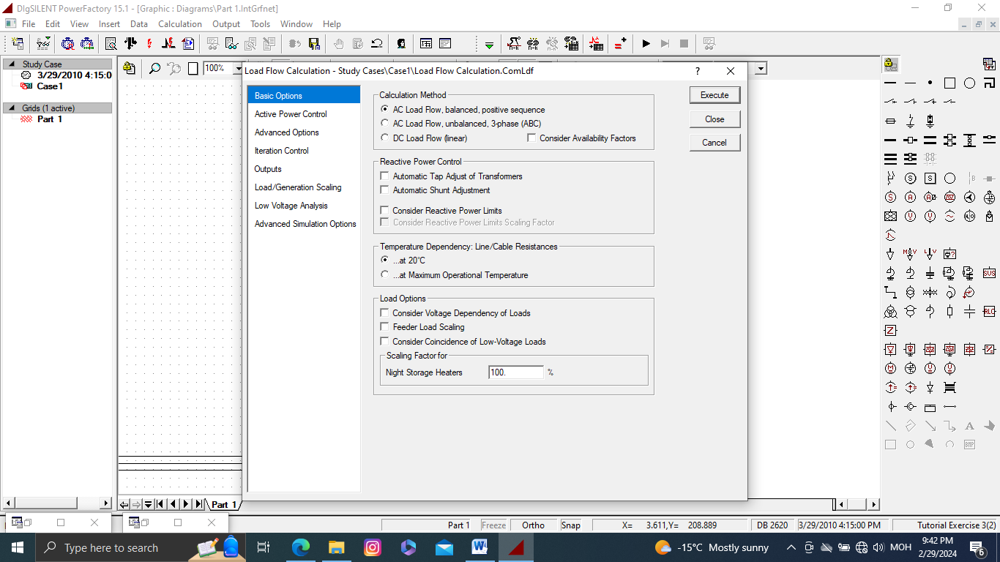 DIgSILENT PowerFactory 15.1 - [Graphic : Diagrams\Part 1.IntGrfnet]
File Edit View Insert Data Calculation Output Tools Window Help
100%
Study Case
3/29/2010 4:15:0
Case1
Grids (1 active)
Part 1
Load Flow Calculation - Study Cases\Case1\Load Flow Calculation.ComLdf
?
Basic Options
Active Power Control
Advanced Options
Iteration Control
Outputs
Load/Generation Scaling
Low Voltage Analysis
Advanced Simulation Options
Calculation Method
AC Load Flow, balanced, positive sequence
AC Load Flow, unbalanced, 3-phase (ABC)
DC Load Flow (linear) Consider Availability Factors
Reactive Power Control
Automatic Tap Adjust of Transformers
Automatic Shunt Adjustment
Consider Reactive Power Limits
Consider Reactive Power Limits Scaling Factor
Temperature Dependency: Line/Cable Resistances
...at 20°C
...at Maximum Operational Temperature
Load Options
Consider Voltage Dependency of Loads
Feeder Load Scaling
Consider Coincidence of Low-Voltage Loads
Scaling Factor for
Night Storage Heaters 100. %
Execute
Close
Cancel
SVS
RLC
BMP
Part 1
Part 1 Freeze Ortho Snap X= 3.611,Y= 208.889 DB 2620 3/29/2010 4:15:00 PM Tutorial Exercise 3(2)
Type here to search
-15°C Mostly sunny
МОН
9:42 PM
2/29/2024
6